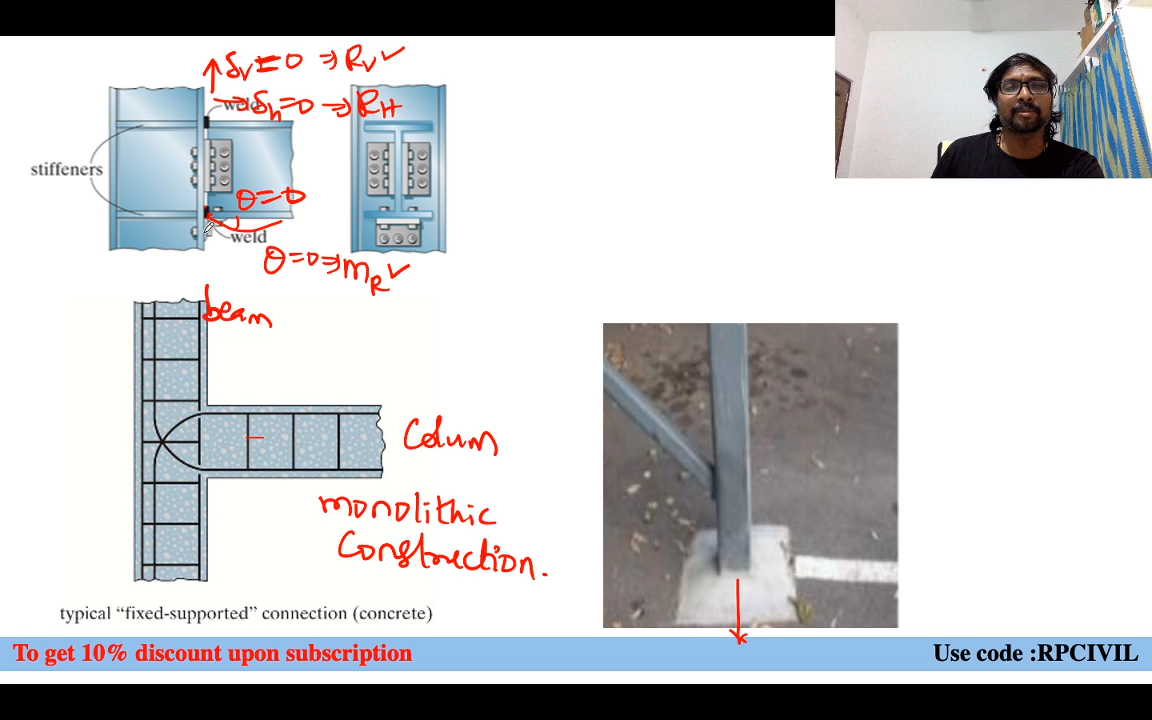 δv = 0 ⇒ Rv ✓
→ δh = 0 ⇒ RH
weld
stiffeners
θ = 0
weld
θ = 0 ⇒ mR ✓
beam
Colum
monolithic
Construction.
typical “fixed-supported” connection (concrete)
To get 10% discount upon subscription
Use code :RPCIVIL